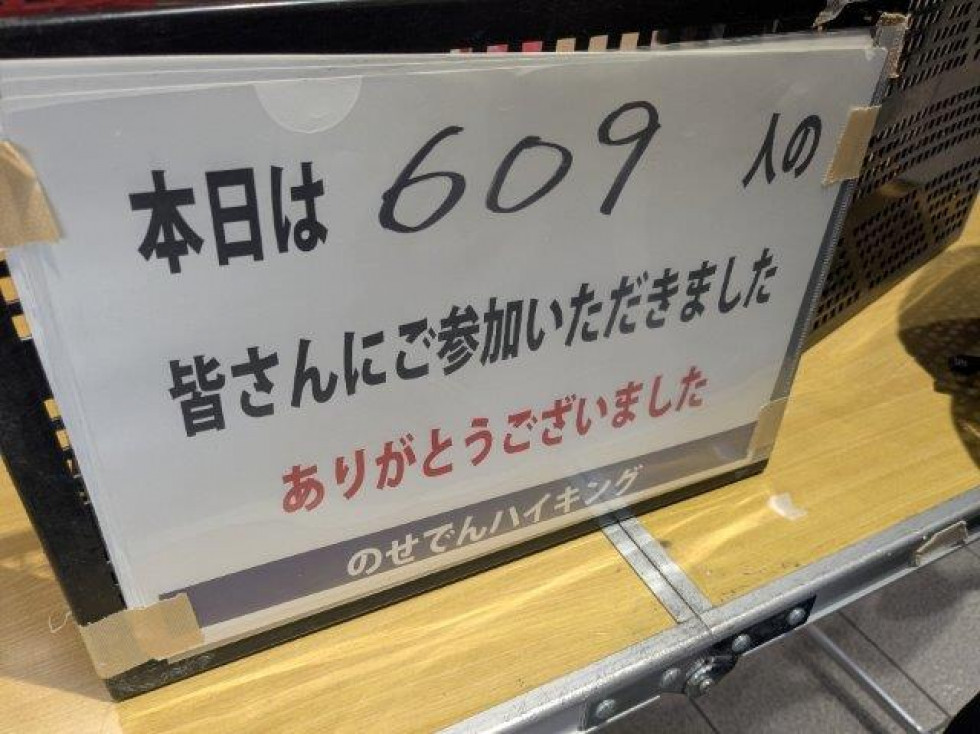 本日は 609 人の
皆さんにご参加いただきました
ありがとうございました
のせでんハイキング